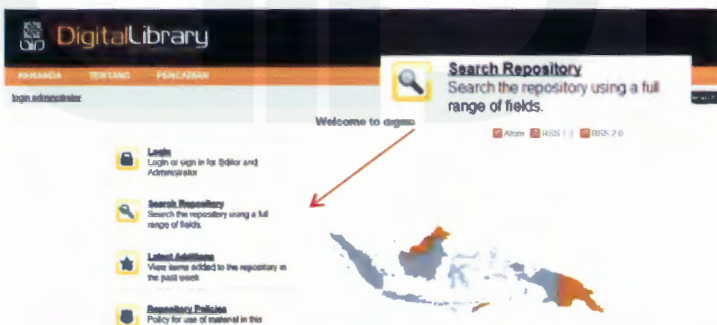 DigitalLibrary
BERANDA TENTANG PENCARIAN
login administrator
Search Repository
Search the repository using a full
range of fields.
Welcome to
Atom RSS 1.0 RSS 2.0
Login
Login or sign in for Editor and
Administrator
Search Repository
Search the repository using a full
range of fields.
Latest Additions
View items added to the repository in
the past week
Repository Policies
Policy for use of material in this